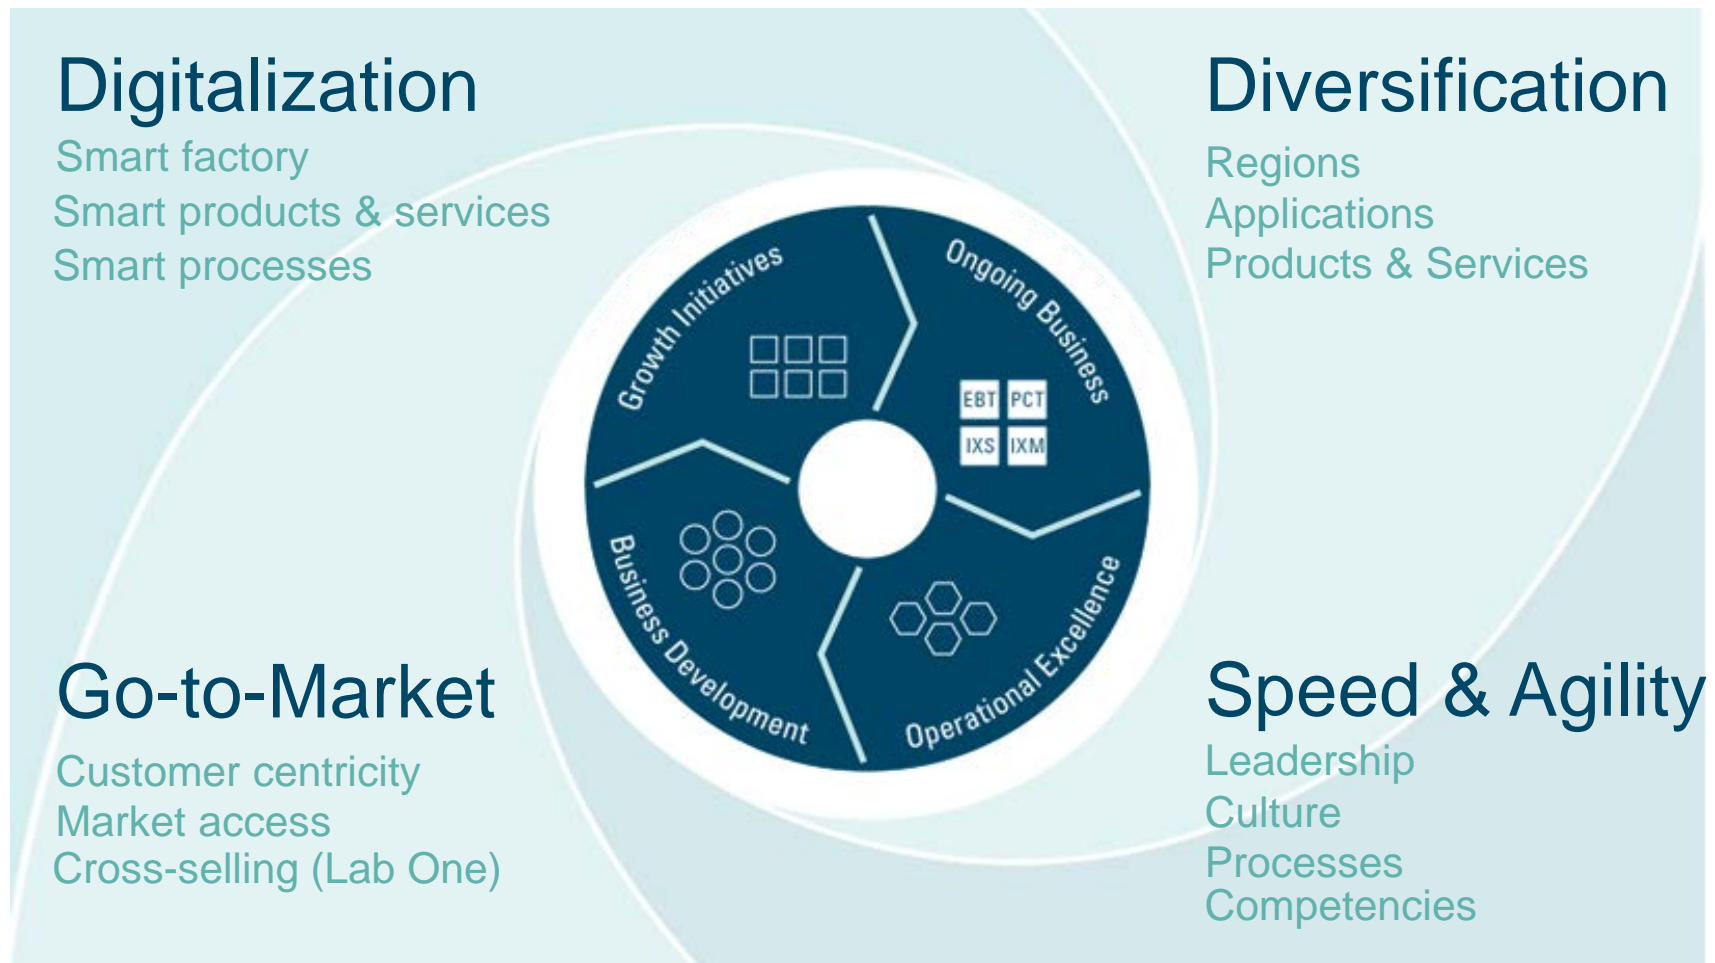 Digitalization
Smart factory
Smart products & services
Smart processes
Diversification
Regions
Applications
Products & Services
Growth Initiatives
Ongoing Business
EBT PCT
IXS IXM
Business Development
Operational Excellence
Go-to-Market
Customer centricity
Market access
Cross-selling (Lab One)
Speed & Agility
Leadership
Culture
Processes
Competencies